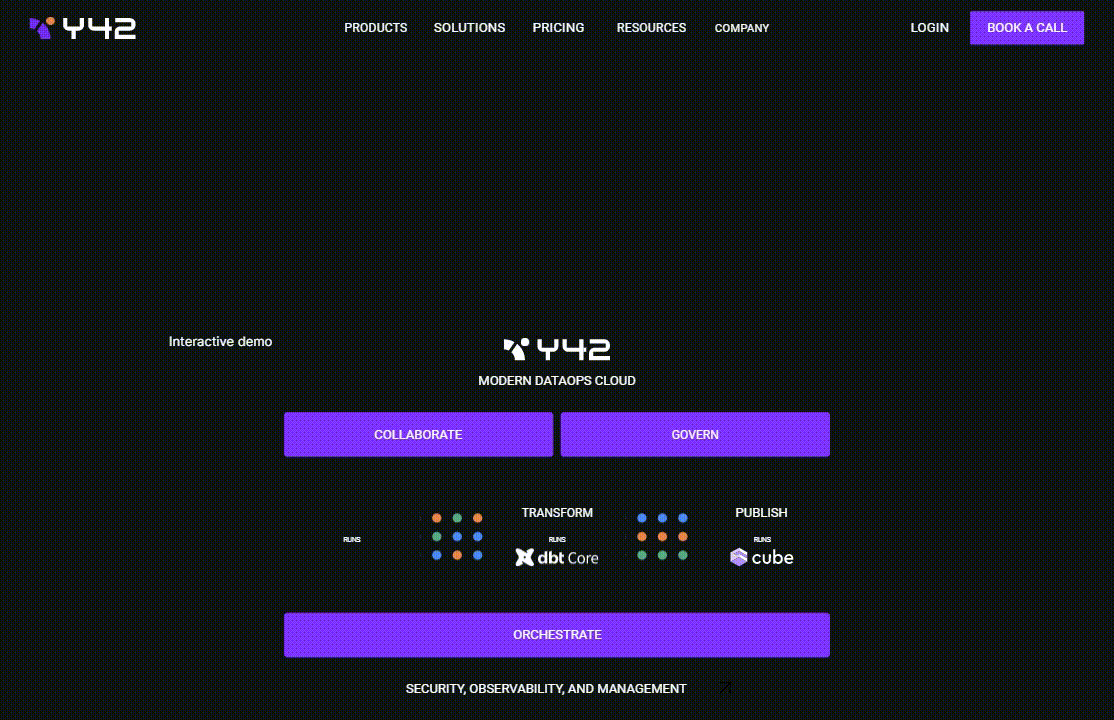 Y42 PRODUCTS SOLUTIONS PRICING RESOURCES COMPANY LOGIN BOOK A CALL
Interactive demo
Y42
MODERN DATAOPS CLOUD
COLLABORATE GOVERN
TRANSFORM PUBLISH
RUNS RUNS RUNS
dbt Core cube
ORCHESTRATE
SECURITY, OBSERVABILITY, AND MANAGEMENT